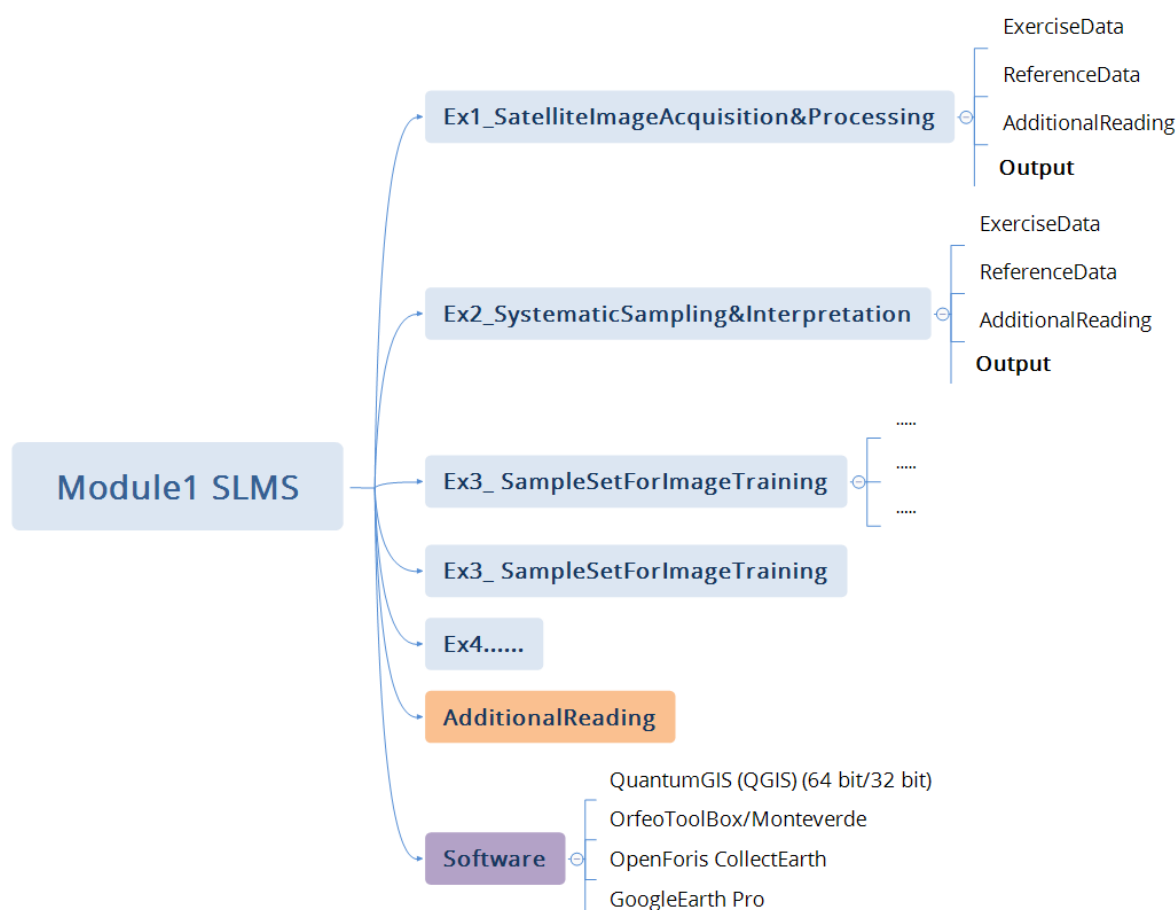 Module1 SLMS
Ex1_SatelliteImageAcquisition&Processing
ExerciseData
ReferenceData
AdditionalReading
Output
Ex2_SystematicSampling&Interpretation
ExerciseData
ReferenceData
AdditionalReading
Output
Ex3_ SampleSetForImageTraining
.....
.....
.....
Ex3_ SampleSetForImageTraining
Ex4......
AdditionalReading
Software
QuantumGIS (QGIS) (64 bit/32 bit)
OrfeoToolBox/Monteverde
OpenForis CollectEarth
GoogleEarth Pro